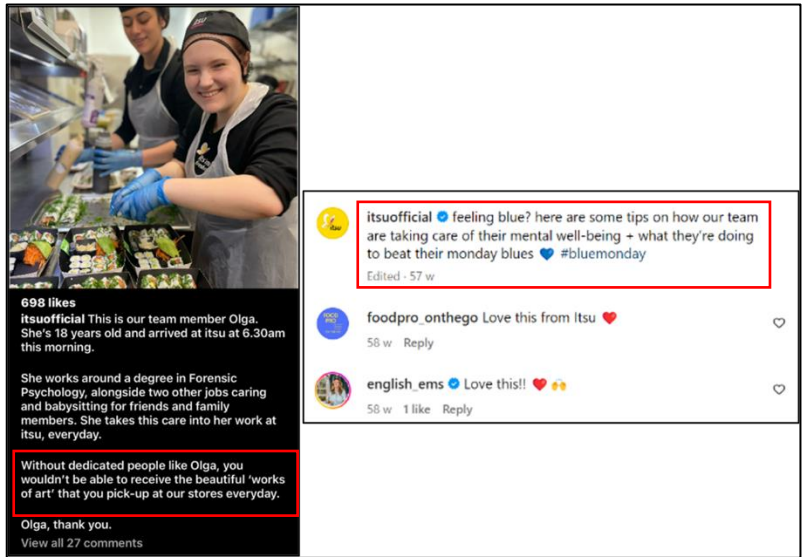 698 likes
itsuofficial This is our team member Olga.
She's 18 years old and arrived at itsu at 6.30am
this morning.
She works around a degree in Forensic
Psychology, alongside two other jobs caring
and babysitting for friends and family
members. She takes this care into her work at
itsu, everyday.
Without dedicated people like Olga, you
wouldn't be able to receive the beautiful 'works
of art' that you pick-up at our stores everyday.
Olga, thank you.
View all 27 comments
itsu
itsuofficial feeling blue? here are some tips on how our team
are taking care of their mental well-being + what they're doing
to beat their monday blues 💙 #bluemonday
Edited · 57 w
FOOD
PRO
foodpro_onthego Love this from Itsu ❤️
58 w Reply
english_ems Love this!! ❤️ 🙌
58 w 1 like Reply